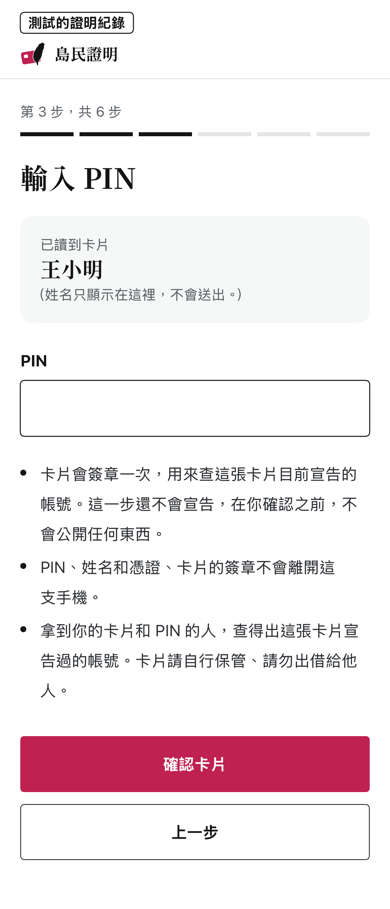 測試的證明紀錄
島民證明
第 3 步，共 6 步
輸入 PIN
已讀到卡片
王小明
(姓名只顯示在這裡，不會送出。)
PIN
卡片會簽章一次，用來查這張卡片目前宣告的
帳號。這一步還不會宣告，在你確認之前，不
會公開任何東西。
PIN、姓名和憑證、卡片的簽章不會離開這
支手機。
拿到你的卡片和 PIN 的人，查得出這張卡片宣
告過的帳號。卡片請自行保管、請勿出借給他
人。
確認卡片
上一步